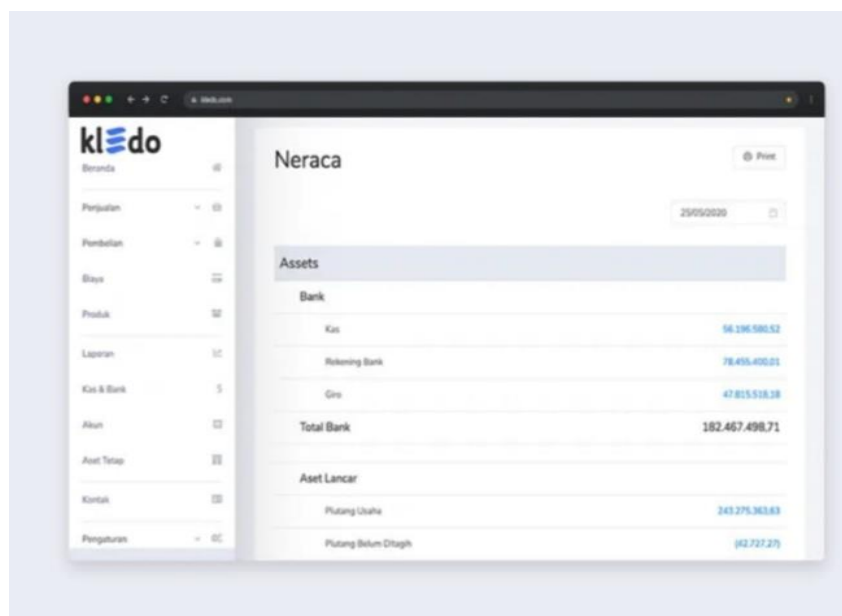 kledo.com
kledo
Beranda
Penjualan
Pembelian
Biaya
Produk
Laporan
Kas & Bank
Akun
Aset Tetap
Kontak
Pengaturan
Neraca
Print
25/05/2020
Assets
Bank
Kas 56.196.580,52
Rekening Bank 78.455.400,01
Giro 47.815.518,18
Total Bank 182.467.498,71
Aset Lancar
Piutang Usaha 243.275.363,63
Piutang Belum Ditagih (42.727,27)